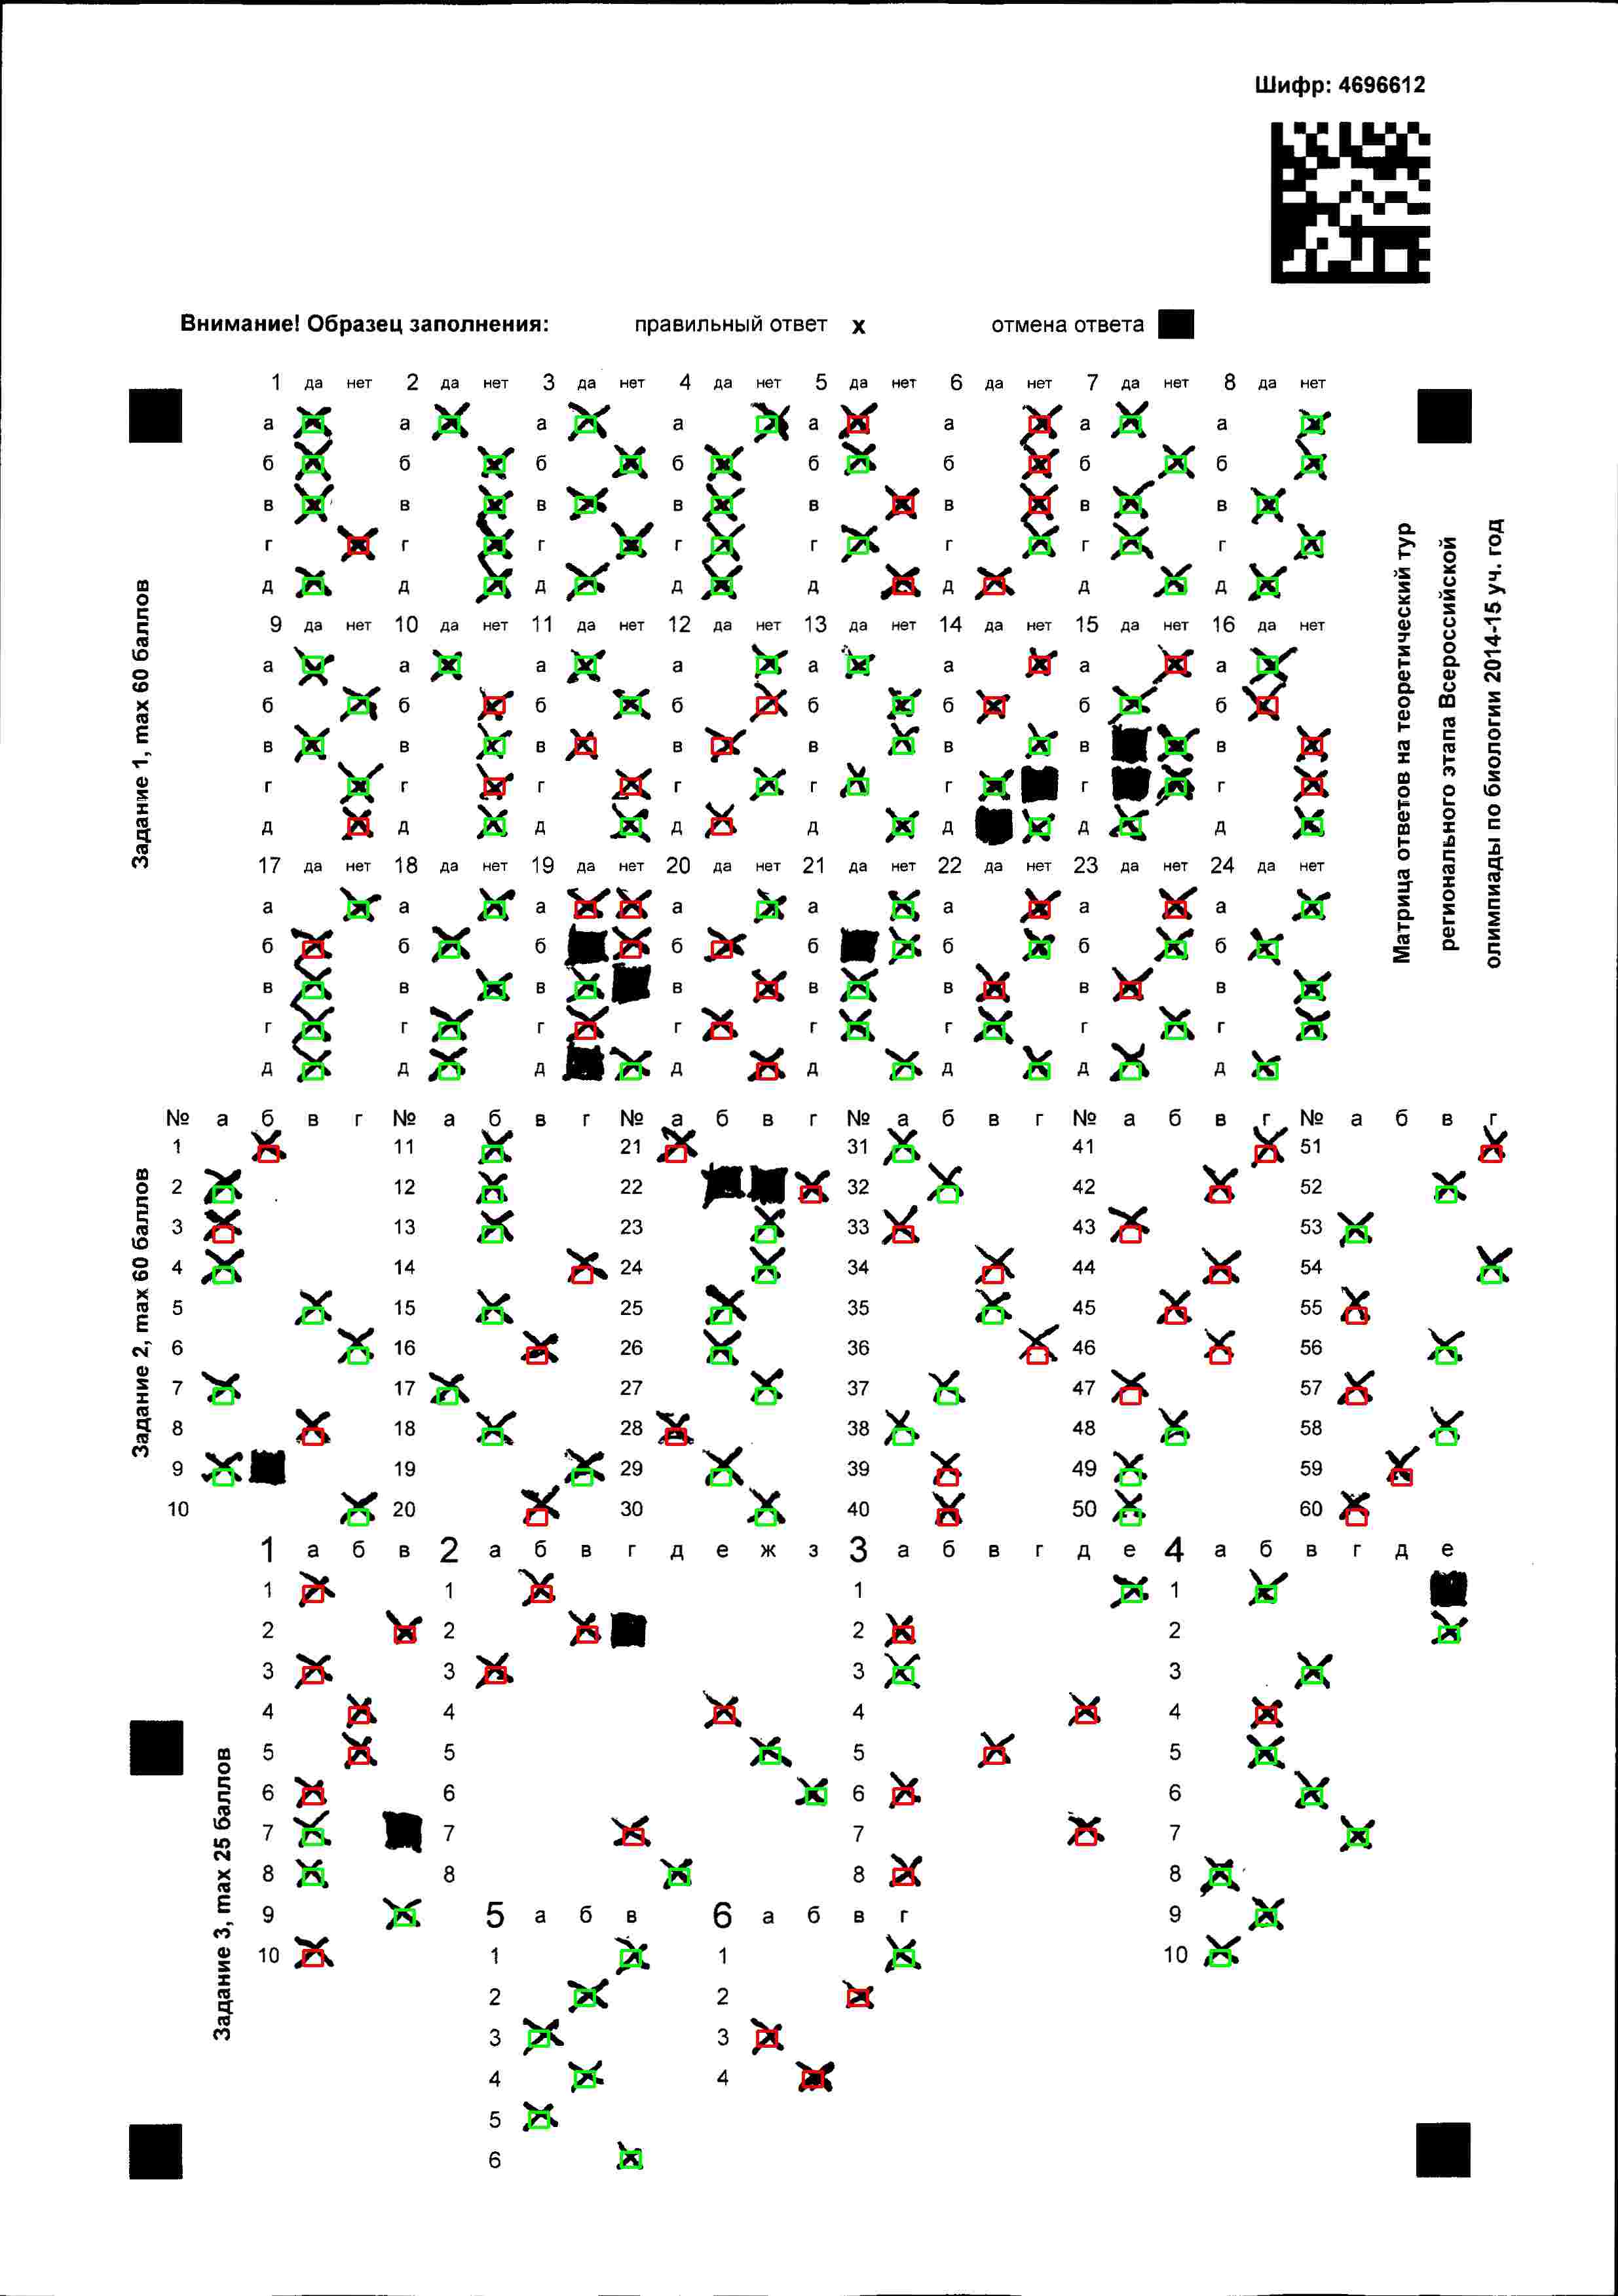 Шифр: 4696612
Внимание! Образец заполнения: правильный ответ х отмена ответа
Матрица ответов на теоретический тур
регионального этапа Всероссийской
олимпиады по биологии 2014-15 уч. год
Задание 1, max 60 баллов
1 да нет 2 да нет 3 да нет 4 да нет 5 да нет 6 да нет 7 да нет 8 да нет
а а а а а а а а
б б б б б б б б
в в в в в в в в
г г г г г г г г
д д д д д д д д
9 да нет 10 да нет 11 да нет 12 да нет 13 да нет 14 да нет 15 да нет 16 да нет
а а а а а а а а
б б б б б б б б
в в в в в в в в
г г г г г г г г
д д д д д д д д
17 да нет 18 да нет 19 да нет 20 да нет 21 да нет 22 да нет 23 да нет 24 да нет
а а а а а а а а
б б б б б б б б
в в в в в в в в
г г г г г г г г
д д д д д д д д
Задание 2, max 60 баллов
№ а б в г № а б в г № а б в г № а б в г № а б в г № а б в г
1 11 21 31 41 51
2 12 22 32 42 52
3 13 23 33 43 53
4 14 24 34 44 54
5 15 25 35 45 55
6 16 26 36 46 56
7 17 27 37 47 57
8 18 28 38 48 58
9 19 29 39 49 59
10 20 30 40 50 60
Задание 3, max 25 баллов
1 а б в 2 а б в г д е ж з 3 а б в г д е 4 а б в г д е
1 1 1 1
2 2 2 2
3 3 3 3
4 4 4 4
5 5 5 5
6 6 6 6
7 7 7 7
8 8 8 8
9 5 а б в 6 а б в г 9
10 1 1 10
2 2
3 3
4 4
5
6